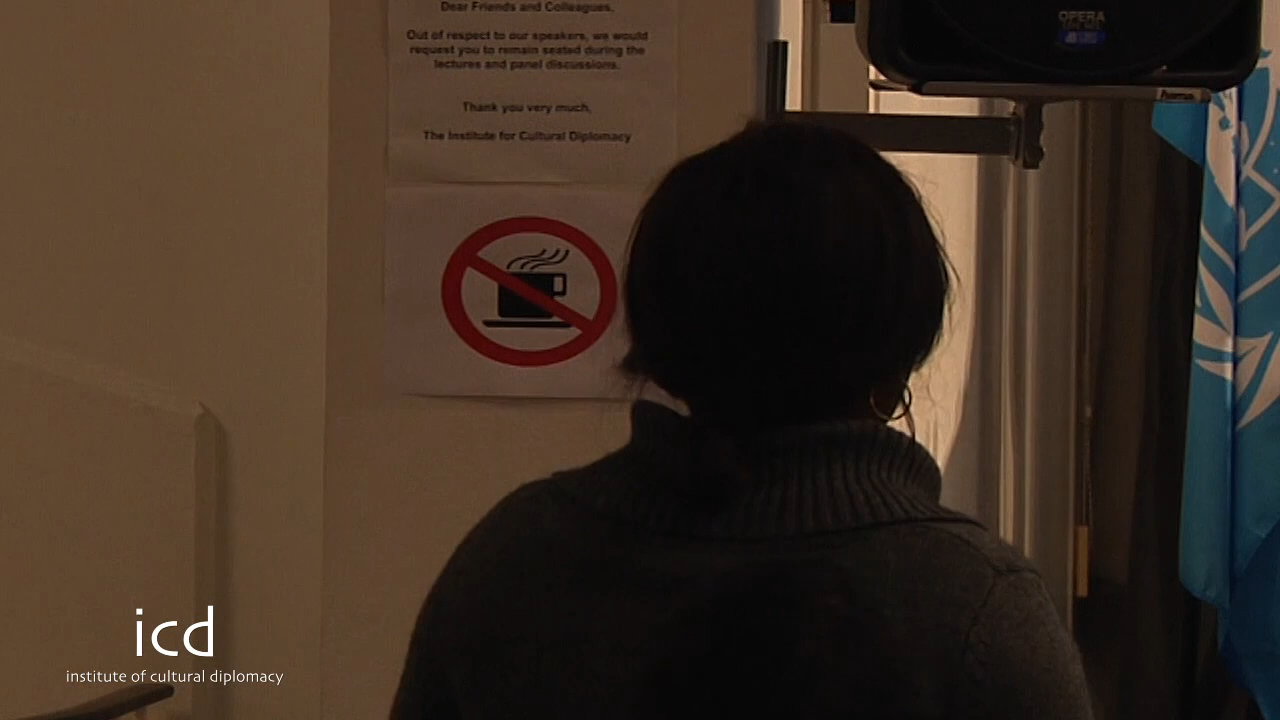 Dear Friends and Colleagues,
Out of respect to our speakers, we would
request you to remain seated during the
lectures and panel discussions.
Thank you very much,
The Institute for Cultural Diplomacy
OPERA
hama
icd
institute of cultural diplomacy